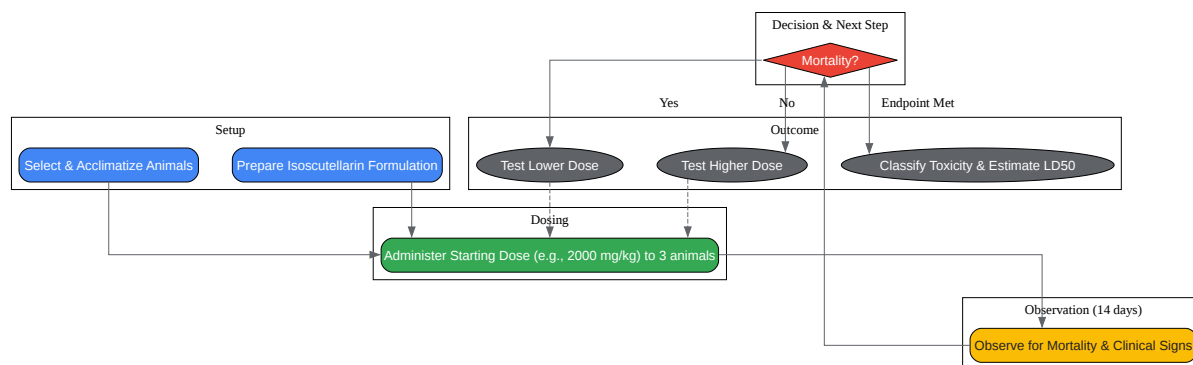 Decision & Next Step
Mortality?
Yes
No
Endpoint Met
Setup
Outcome
Select & Acclimatize Animals
Prepare Isoscutellarin Formulation
Test Lower Dose
Test Higher Dose
Classify Toxicity & Estimate LD50
Dosing
Administer Starting Dose (e.g., 2000 mg/kg) to 3 animals
Observation (14 days)
Observe for Mortality & Clinical Signs